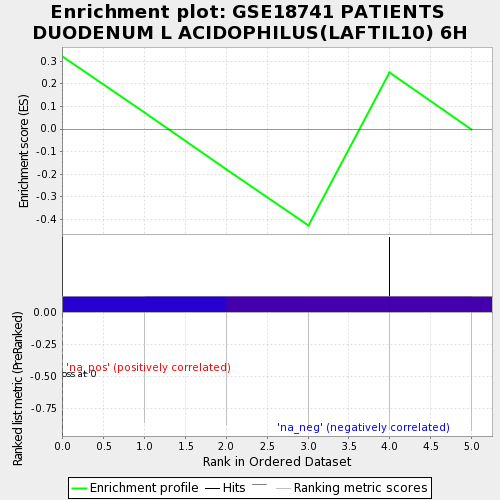 Enrichment plot: GSE18741 PATIENTS
DUODENUM L ACIDOPHILUS(LAFTIL10) 6H
Enrichment score (ES)
0.3
0.2
0.1
0.0
-0.1
-0.2
-0.3
-0.4
Ranked list metric (PreRanked)
0.00
-0.25
-0.50
-0.75
'na_pos' (positively correlated)
oss at 0
'na_neg' (negatively correlated)
0.0 0.5 1.0 1.5 2.0 2.5 3.0 3.5 4.0 4.5 5.0
Rank in Ordered Dataset
Enrichment profile Hits Ranking metric scores